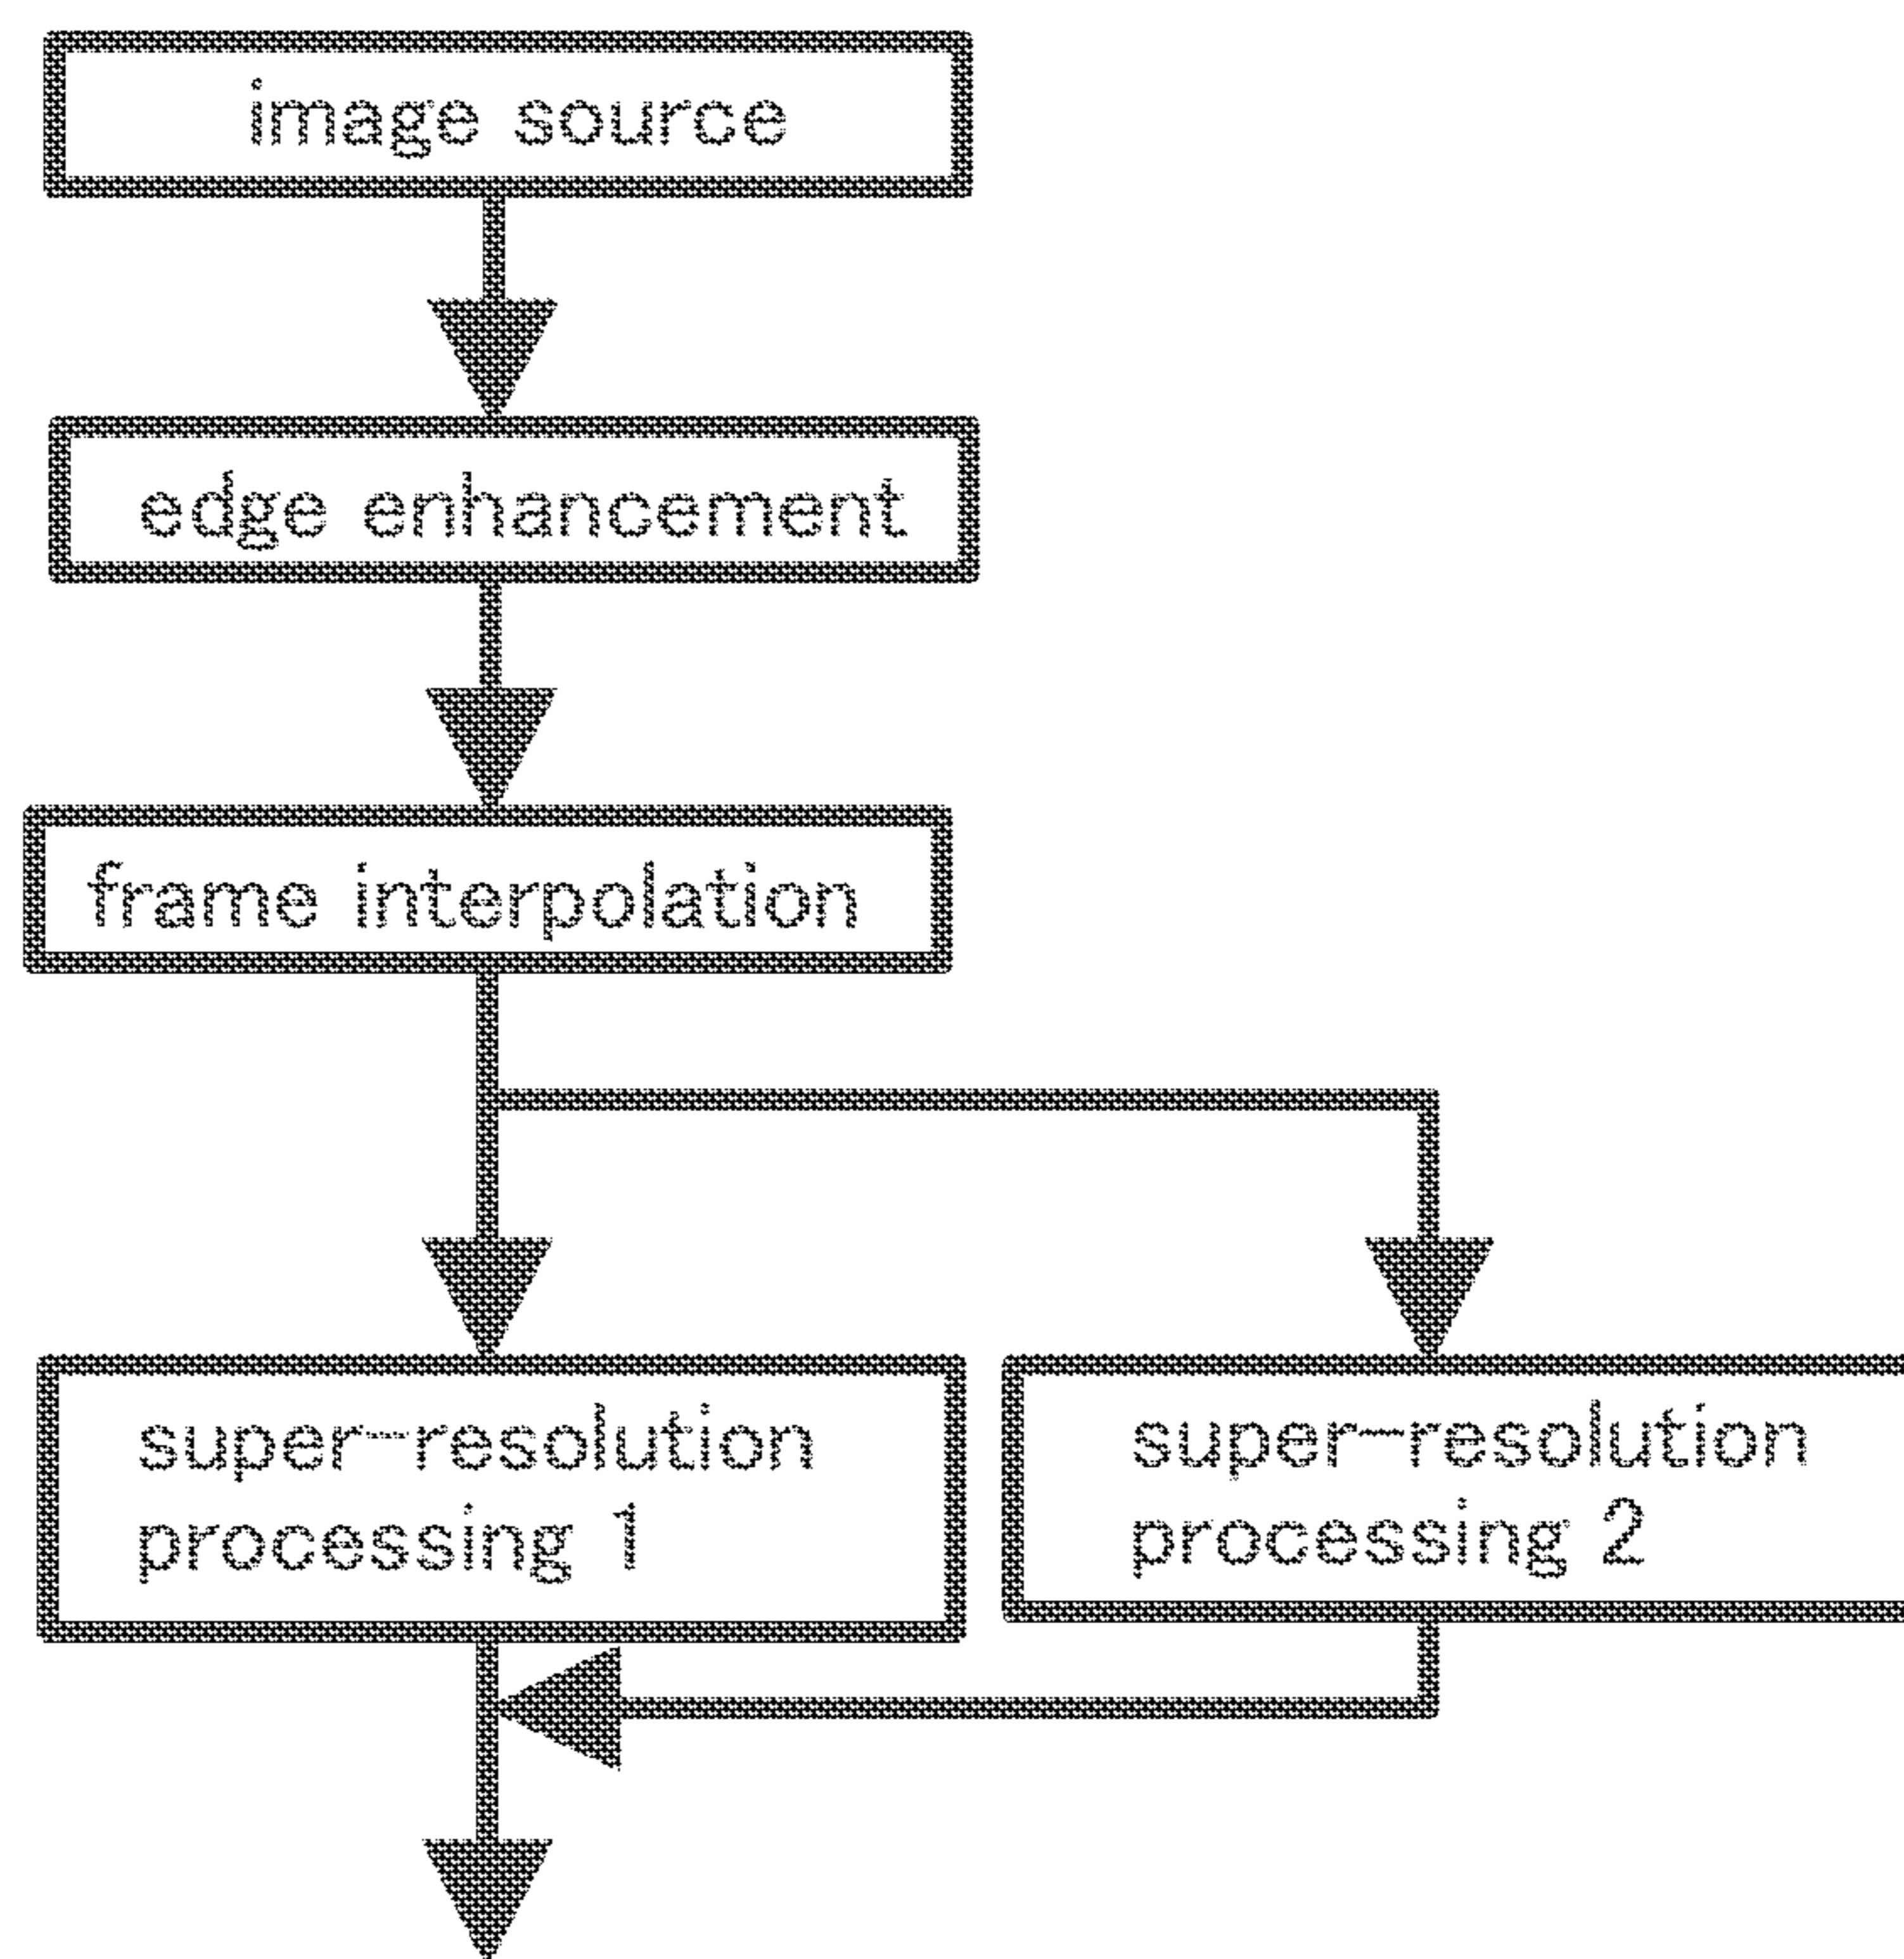 image source
edge enhancement
frame interpolation
super-resolution
processing 1
super-resolution
processing 2